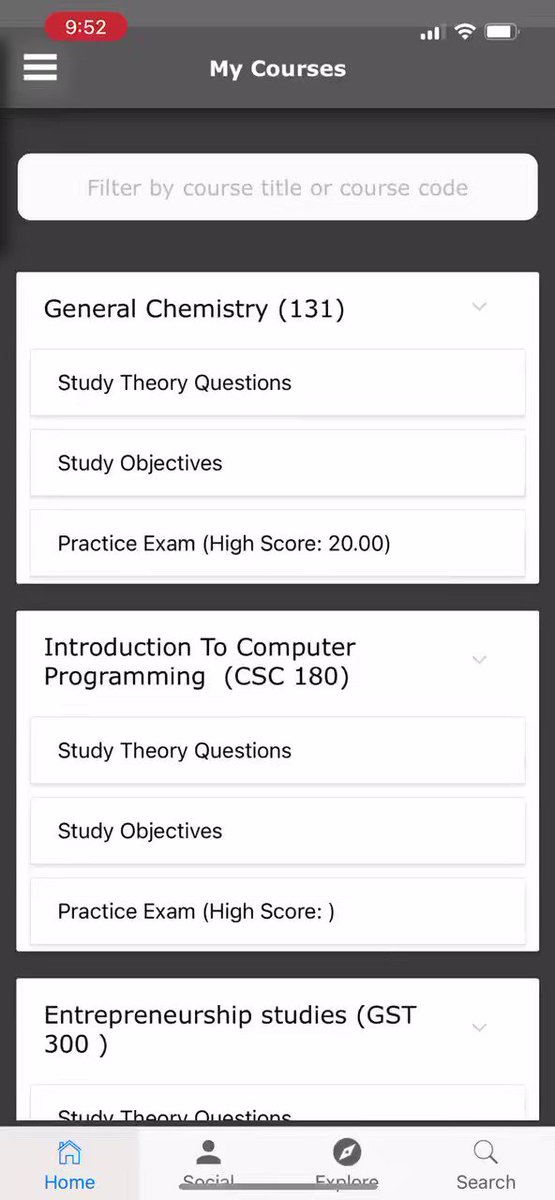 9:52
My Courses
Filter by course title or course code
General Chemistry (131)
Study Theory Questions
Study Objectives
Practice Exam (High Score: 20.00)
Introduction To Computer
Programming  (CSC 180)
Study Theory Questions
Study Objectives
Practice Exam (High Score: )
Entrepreneurship studies (GST
300 )
Study Theory Questions
Home
Social
Explore
Search